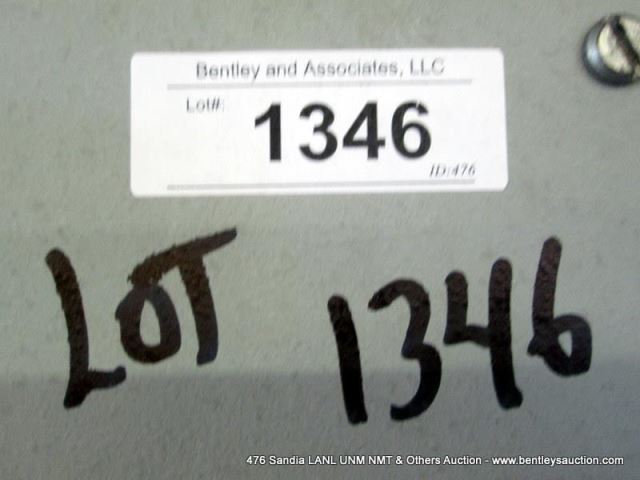 Bentley and Associates, LLC
Lot#:
1346
ID:476
LOT 1346
476 Sandia LANL UNM NMT & Others Auction - www.bentleysauction.com